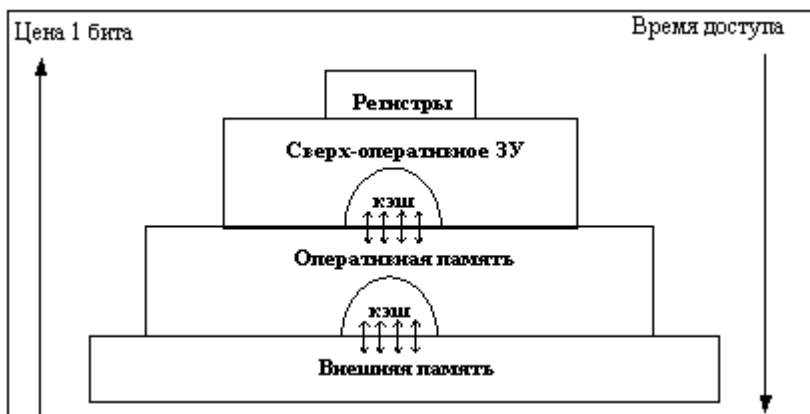 Цена 1 бита
Время доступа
Регистры
Сверх-оперативное ЗУ
кэш
Оперативная память
кэш
Внешняя память